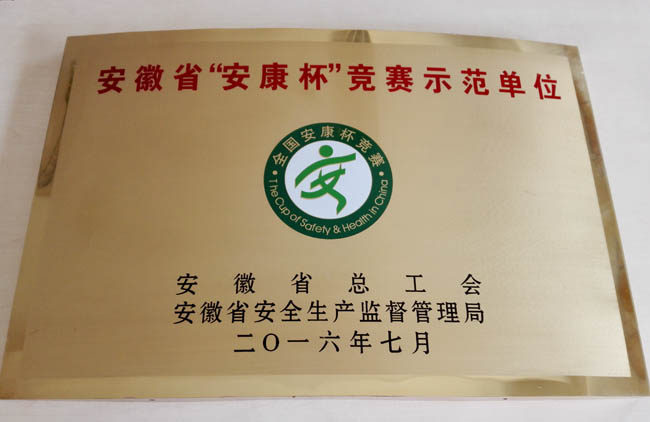 安徽省“安康杯”竞赛示范单位
全国安康杯竞赛
The Cup of Safety & Health in China
安徽省总工会
安徽省安全生产监督管理局
二〇一六年七月